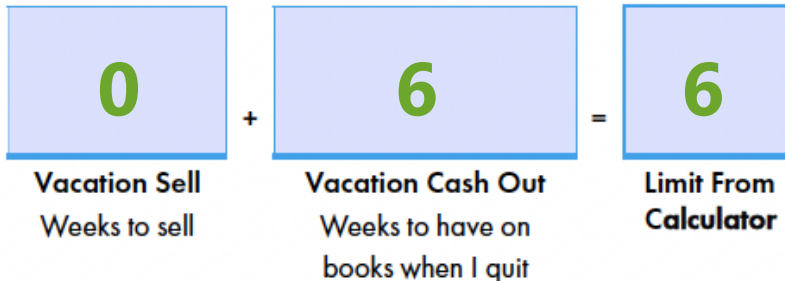 0 + 6 = 6
Vacation Sell
Weeks to sell
Vacation Cash Out
Weeks to have on
books when I quit
Limit From
Calculator